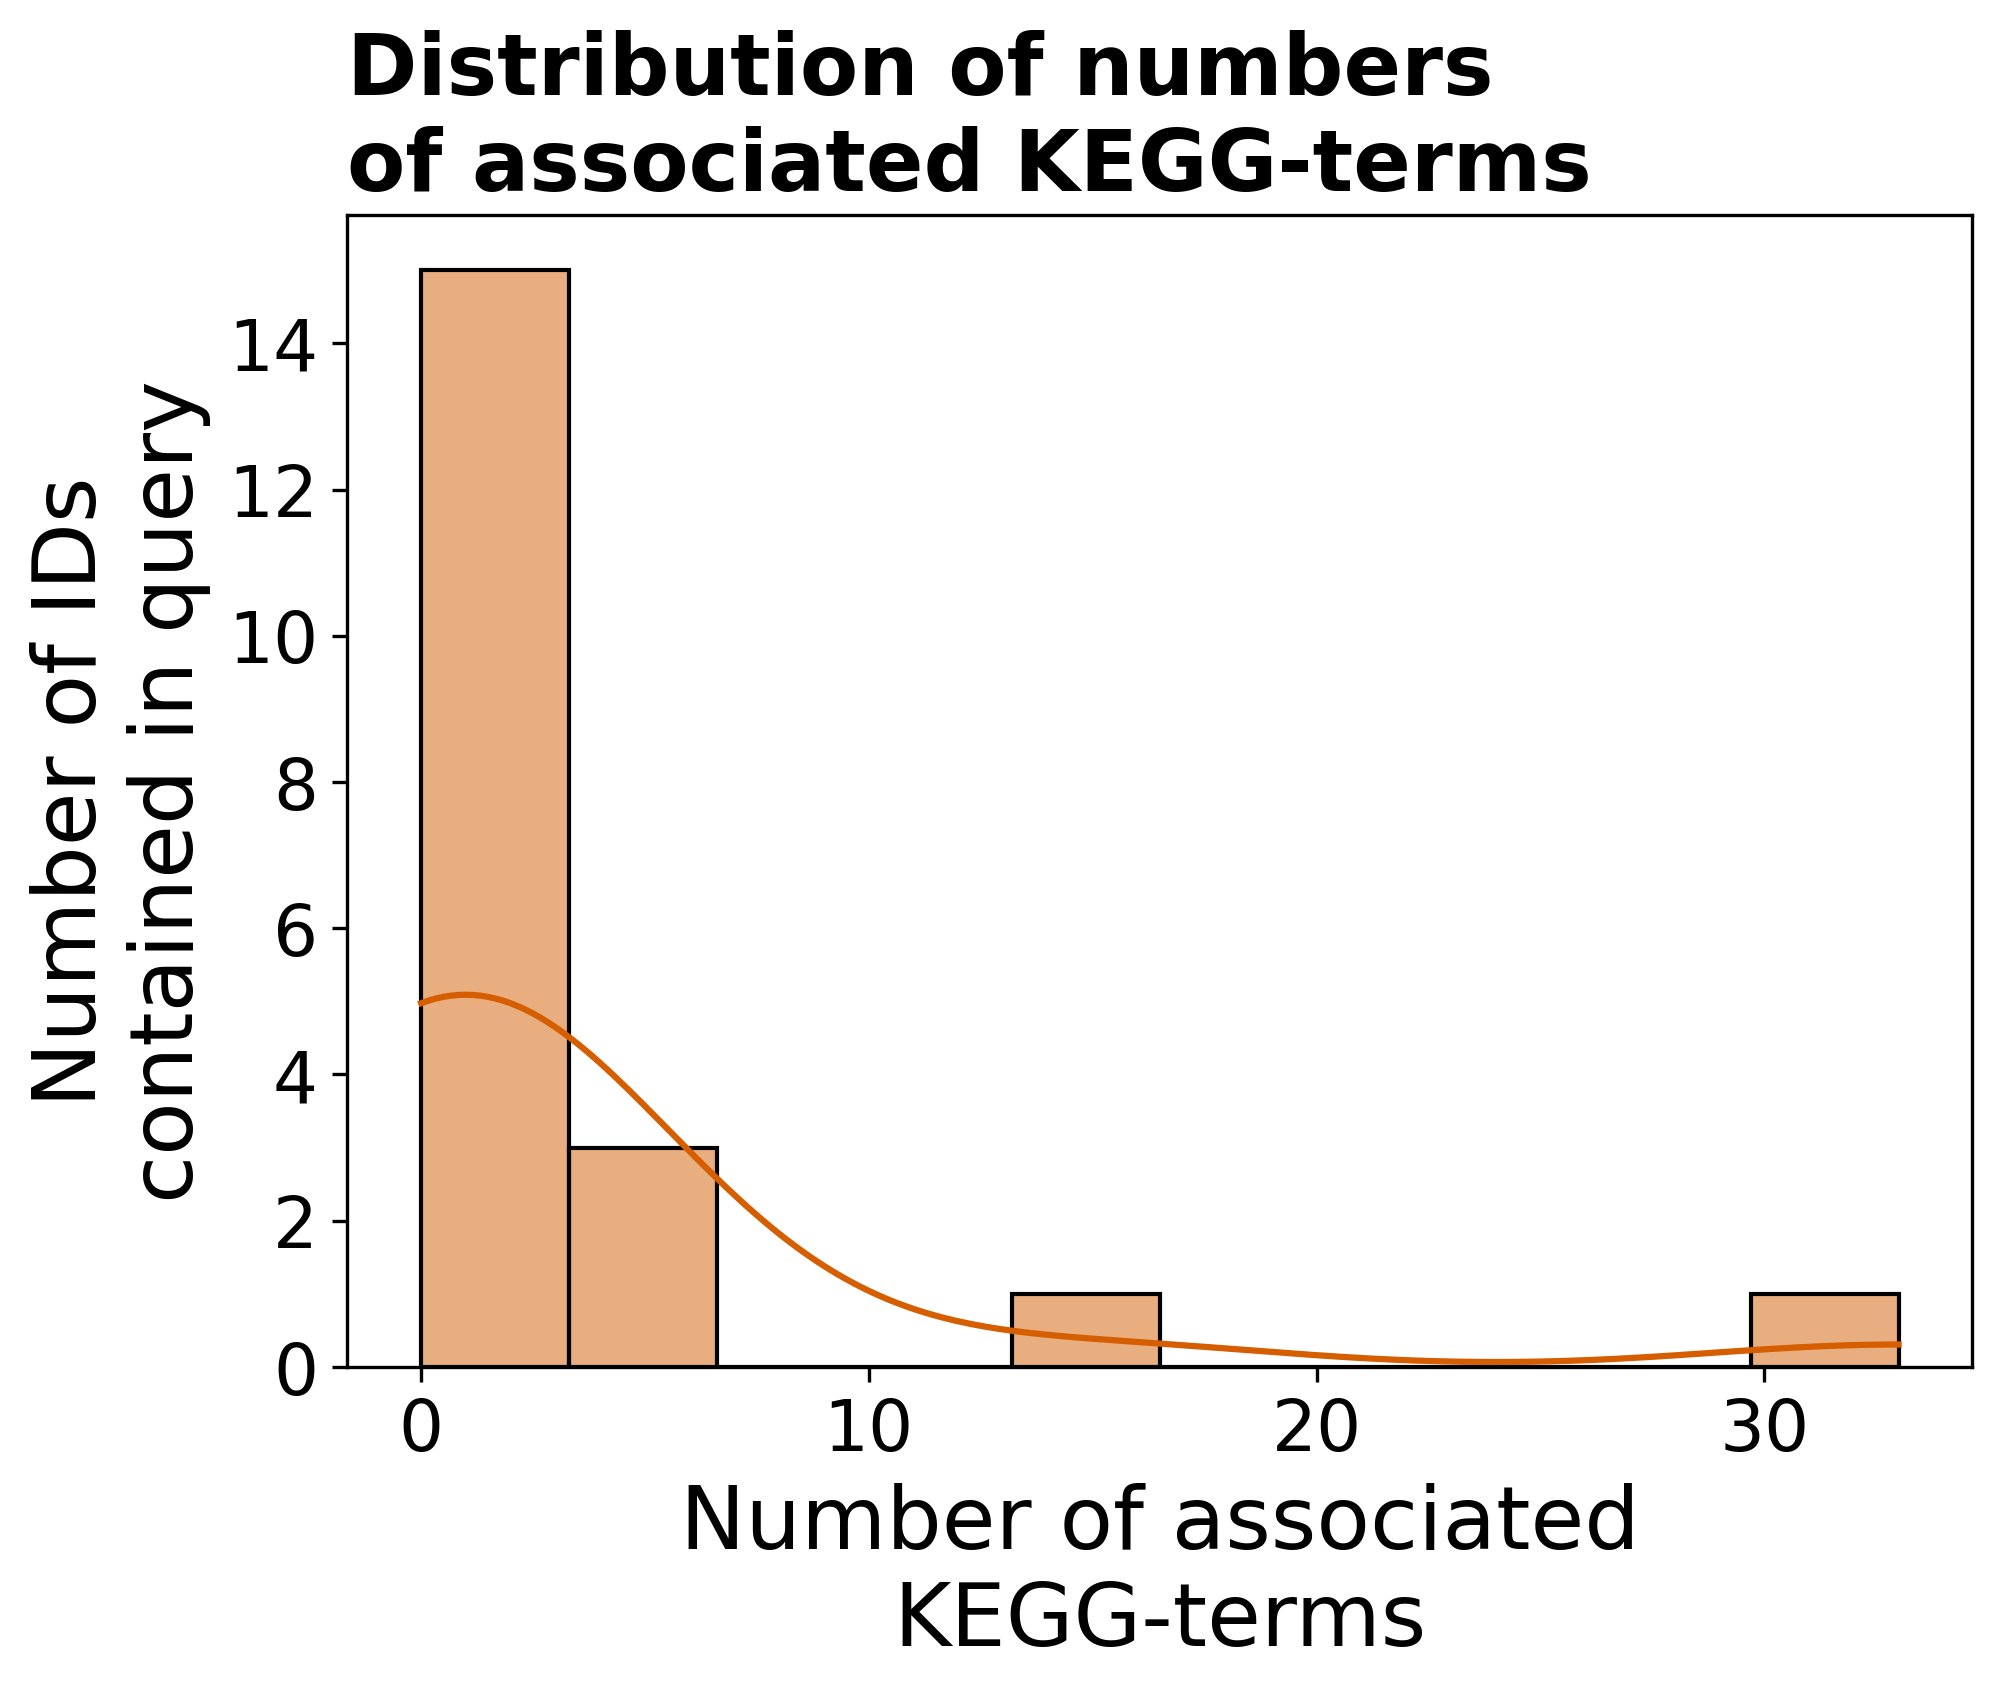 Distribution of numbers
of associated KEGG-terms
Number of IDs
contained in query
14
12
10
8
6
4
2
0
0 10 20 30
Number of associated
KEGG-terms